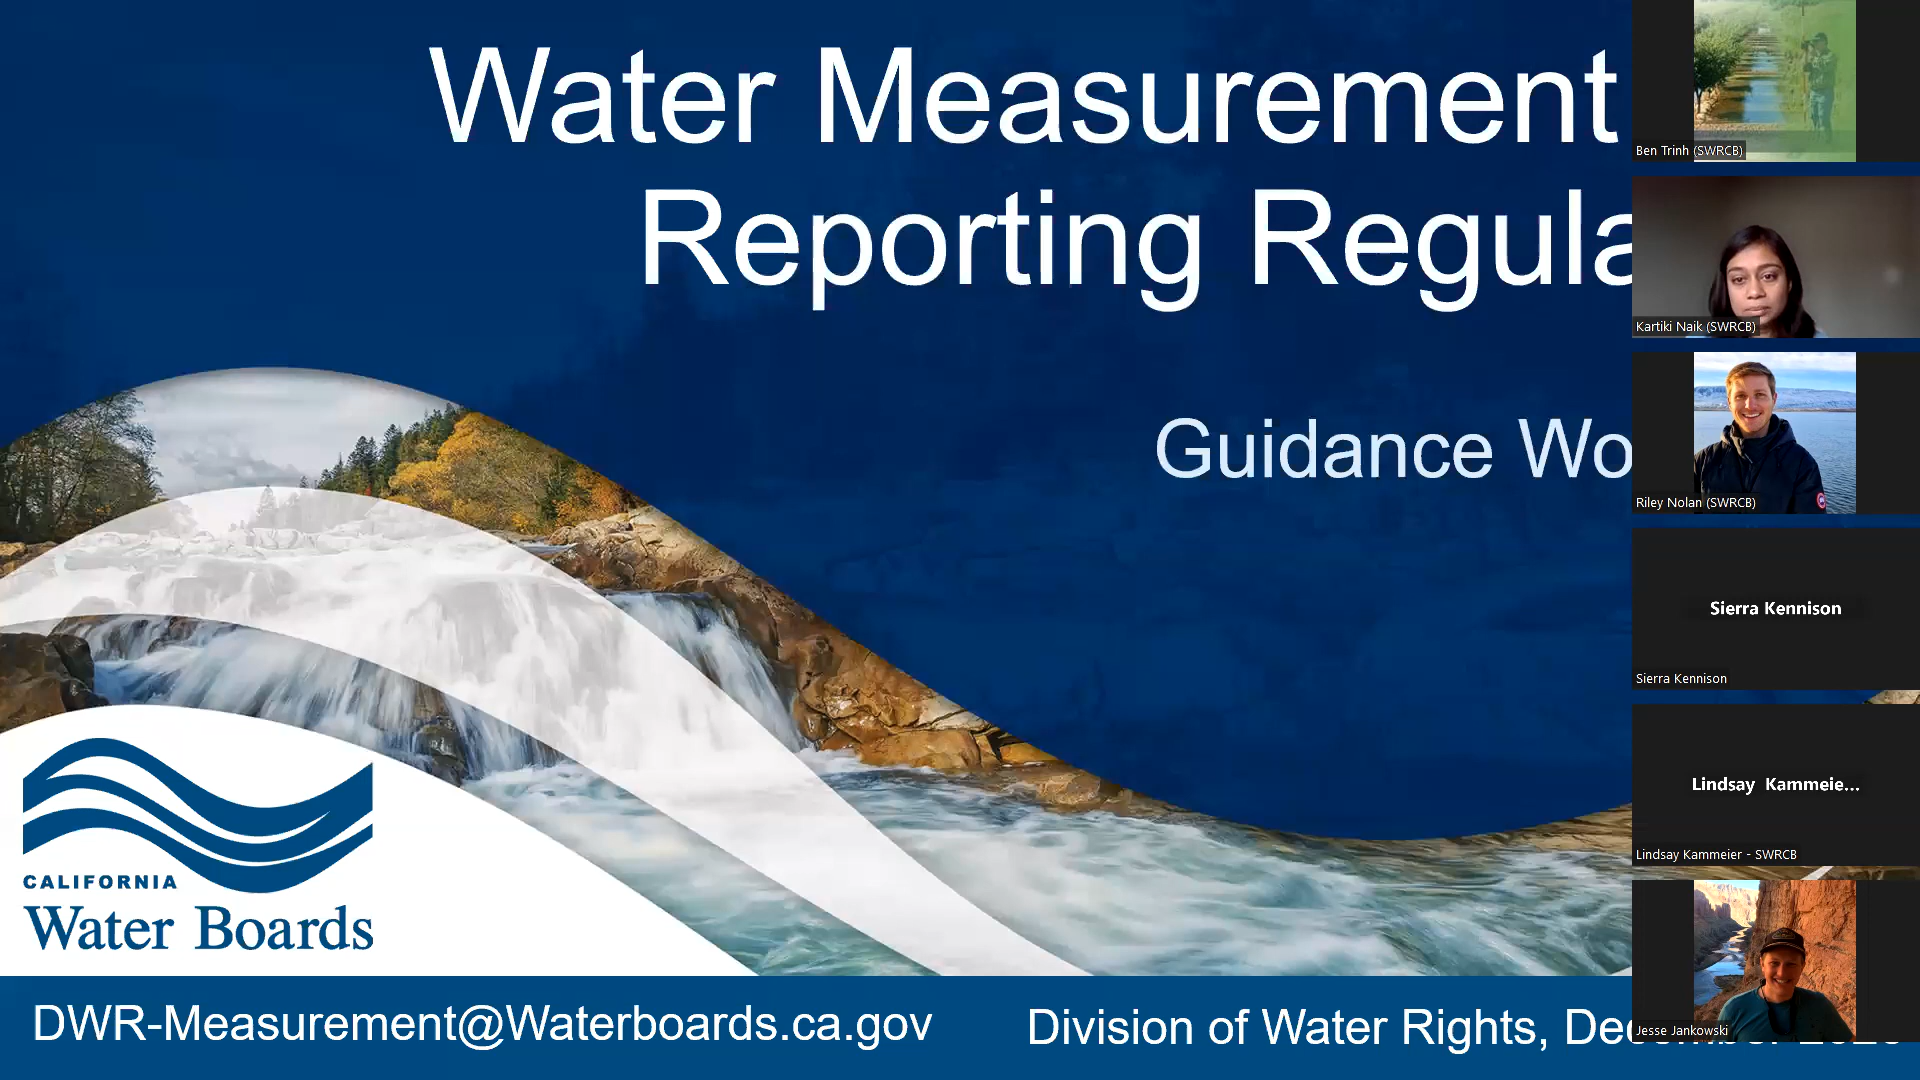 Water Measurement
Reporting Regula
Guidance Wo
CALIFORNIA
Water Boards
DWR-Measurement@Waterboards.ca.gov
Division of Water Rights,
Ben Trinh (SWRCB)
Kartiki Naik (SWRCB)
Riley Nolan (SWRCB)
Sierra Kennison
Sierra Kennison
Lindsay Kammeie...
Lindsay Kammeier - SWRCB
Jesse Jankowski